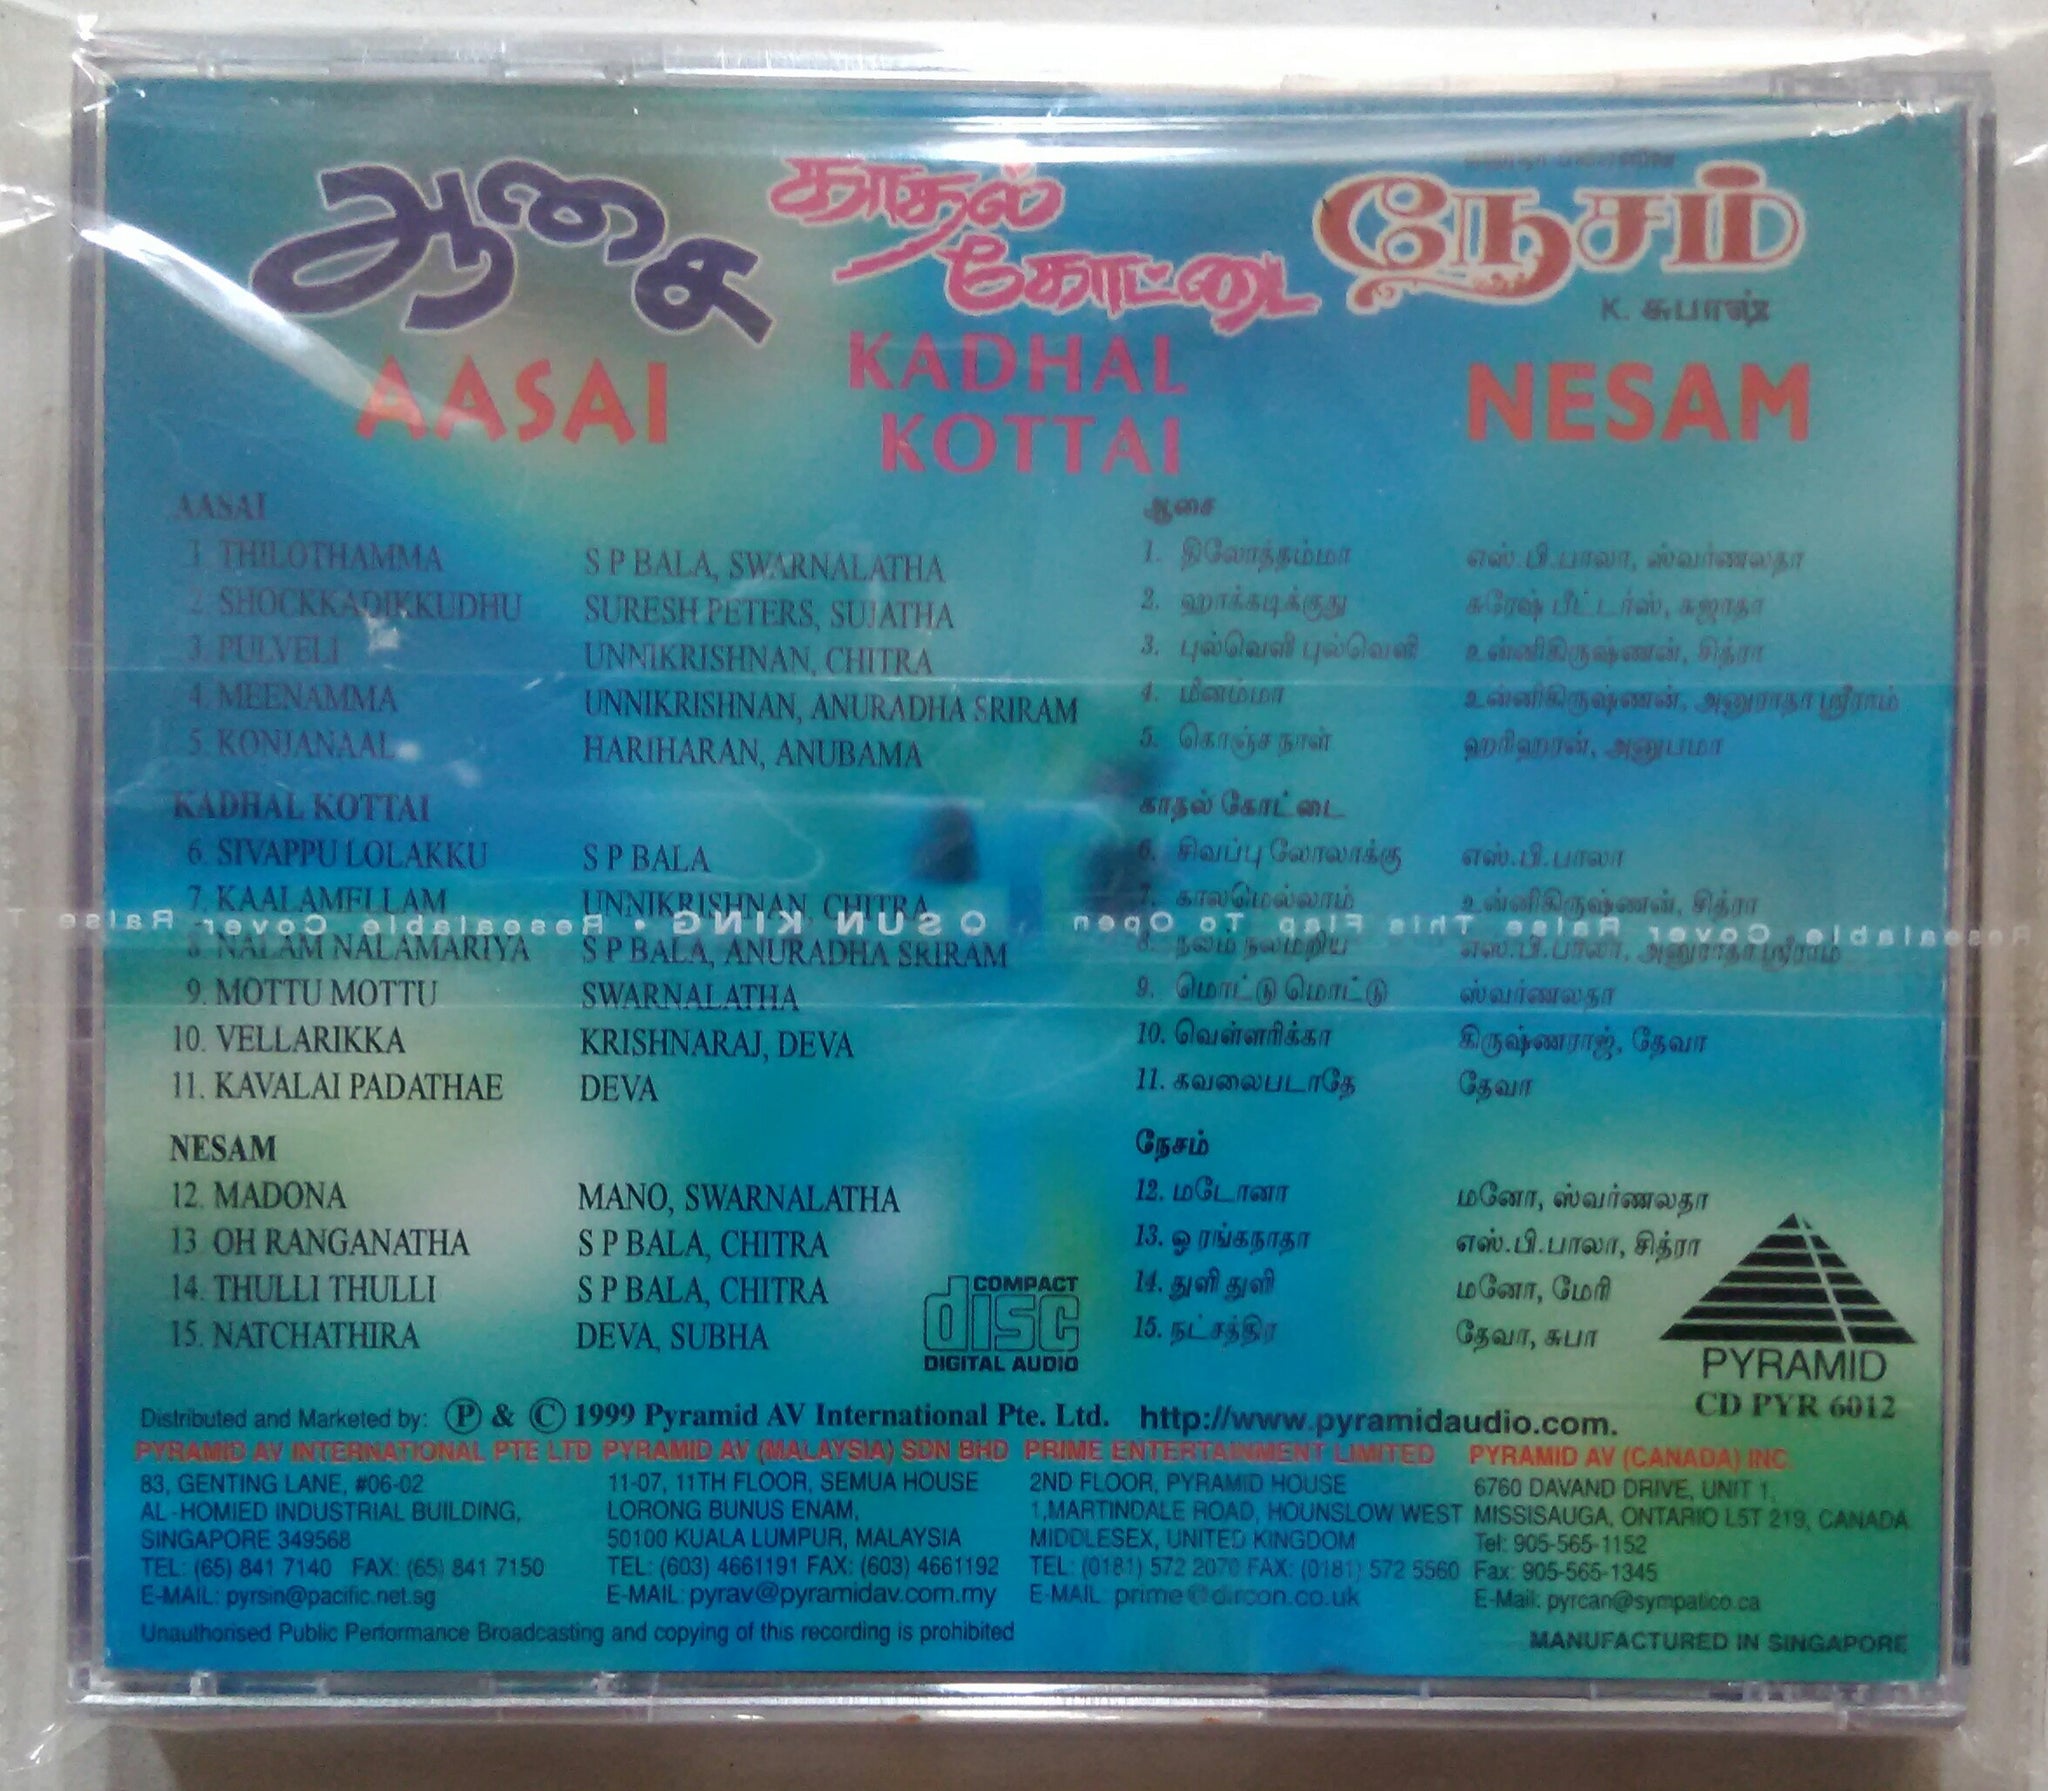 ஆசை
காதல்
கோட்டை
நேசம்
K. சுபாஷ்
AASAI
KADHAL
KOTTAI
NESAM
AASAI
1. THILOTHAMMA S P BALA, SWARNALATHA
2. SHOCKKADIKKUDHU SURESH PETERS, SUJATHA
3. PULVELI UNNIKRISHNAN, CHITRA
4. MEENAMMA UNNIKRISHNAN, ANURADHA SRIRAM
5. KONJANAAL HARIHARAN, ANUBAMA
KADHAL KOTTAI
6. SIVAPPU LOLAKKU S P BALA
7. KAALAMELLAM UNNIKRISHNAN, CHITRA
8. NALAM NALAMARIYA S P BALA, ANURADHA SRIRAM
9. MOTTU MOTTU SWARNALATHA
10. VELLARIKKA KRISHNARAJ, DEVA
11. KAVALAI PADATHAE DEVA
NESAM
12. MADONA MANO, SWARNALATHA
13. OH RANGANATHA S P BALA, CHITRA
14. THULLI THULLI S P BALA, CHITRA
15. NATCHATHIRA DEVA, SUBHA
ஆசை
1. திலோத்தம்மா எஸ்.பி.பாலா, ஸ்வர்ணலதா
2. ஷாக்கடிக்குது சுரேஷ் பீட்டர்ஸ், சுஜாதா
3. புல்வெளி புல்வெளி உன்னிகிருஷ்ணன், சித்ரா
4. மீனம்மா உன்னிகிருஷ்ணன், அனுராதா ஸ்ரீராம்
5. கொஞ்ச நாள் ஹரிஹரன், அனுபமா
காதல் கோட்டை
6. சிவப்பு லோலாக்கு எஸ்.பி.பாலா
7. காலமெல்லாம் உன்னிகிருஷ்ணன், சித்ரா
8. நலம் நலமறிய எஸ்.பி.பாலா, அனுராதா ஸ்ரீராம்
9. மொட்டு மொட்டு ஸ்வர்ணலதா
10. வெள்ளரிக்கா கிருஷ்ணராஜ், தேவா
11. கவலைபடாதே தேவா
நேசம்
12. மடோனா மனோ, ஸ்வர்ணலதா
13. ஓ ரங்கநாதா எஸ்.பி.பாலா, சித்ரா
14. துளி துளி மனோ, மேரி
15. நட்சத்திர தேவா, சுபா
Resealable Cover Raise This Flap To Open
OSUN KING • Resealable Cover Raise T
COMPACT
disc
DIGITAL AUDIO
PYRAMID
CD PYR 6012
Distributed and Marketed by: Ⓟ & © 1999 Pyramid AV International Pte. Ltd. http://www.pyramidaudio.com.
PYRAMID AV INTERNATIONAL PTE LTD
83, GENTING LANE, #06-02
AL -HOMIED INDUSTRIAL BUILDING,
SINGAPORE 349568
TEL: (65) 841 7140 FAX: (65) 841 7150
E-MAIL: pyrsin@pacific.net.sg
PYRAMID AV (MALAYSIA) SDN BHD
11-07, 11TH FLOOR, SEMUA HOUSE
LORONG BUNUS ENAM,
50100 KUALA LUMPUR, MALAYSIA
TEL: (603) 4661191 FAX: (603) 4661192
E-MAIL: pyrav@pyramidav.com.my
PRIME ENTERTAINMENT LIMITED
2ND FLOOR, PYRAMID HOUSE
1,MARTINDALE ROAD, HOUNSLOW WEST
MIDDLESEX, UNITED KINGDOM
TEL: (0181) 572 2070 FAX: (0181) 572 5560
E-MAIL: prime@dircon.co.uk
PYRAMID AV (CANADA) INC.
6760 DAVAND DRIVE, UNIT 1,
MISSISAUGA, ONTARIO L5T 219, CANADA
Tel: 905-565-1152
Fax: 905-565-1345
E-Mail: pyrcan@sympatico.ca
Unauthorised Public Performance Broadcasting and copying of this recording is prohibited
MANUFACTURED IN SINGAPORE